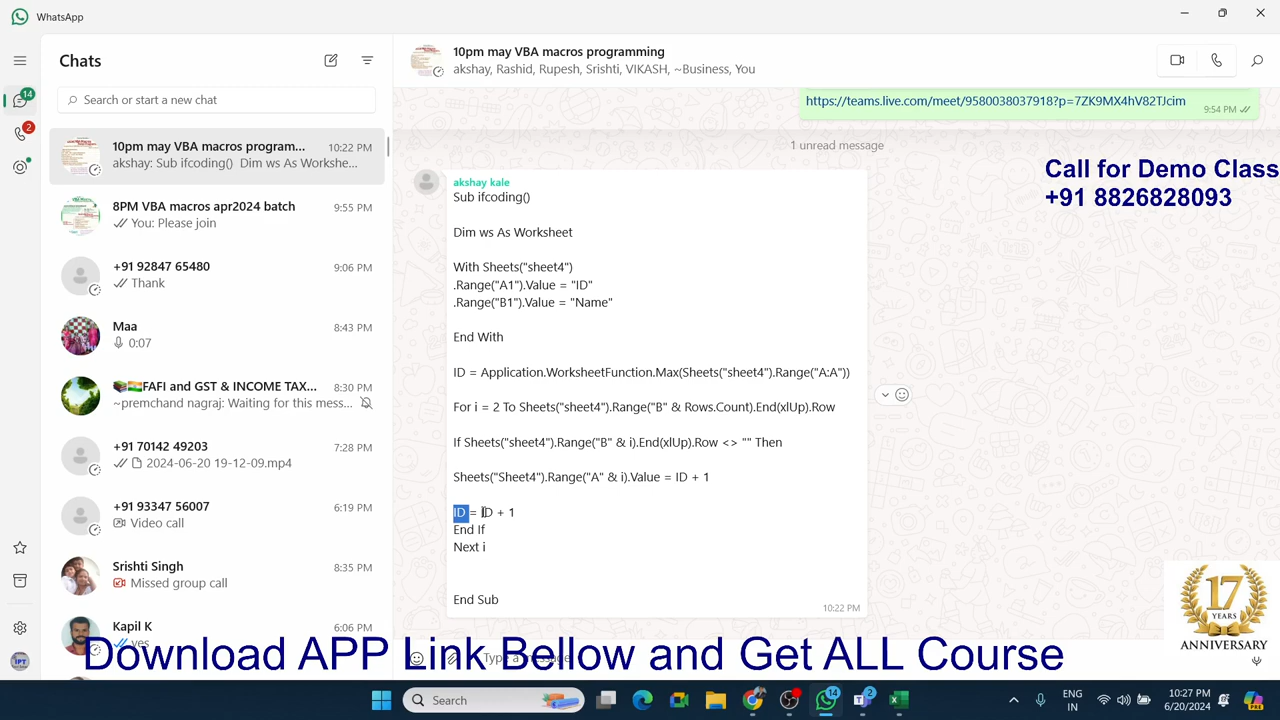 WhatsApp
Chats
Search or start a new chat
14
2
10pm may VBA macros program...
10:22 PM
akshay: Sub ifcoding() Dim ws As Workshe...
8PM VBA macros apr2024 batch
9:55 PM
You: Please join
+91 92847 65480
9:06 PM
Thank
Maa
8:43 PM
0:07
📚🇮🇳FAFI and GST & INCOME TAX...
8:30 PM
~premchand nagraj: Waiting for this mess...
+91 70142 49203
7:28 PM
2024-06-20 19-12-09.mp4
+91 93347 56007
6:19 PM
Video call
Srishti Singh
8:35 PM
Missed group call
Kapil K
6:06 PM
yes
10pm may VBA macros programming
akshay, Rashid, Rupesh, Srishti, VIKASH, ~Business, You
https://teams.live.com/meet/9580038037918?p=7ZK9MX4hV82TJcim
9:54 PM
1 unread message
akshay kale
Sub ifcoding()
Dim ws As Worksheet
With Sheets("sheet4")
.Range("A1").Value = "ID"
.Range("B1").Value = "Name"
End With
ID = Application.WorksheetFunction.Max(Sheets("sheet4").Range("A:A"))
For i = 2 To Sheets("sheet4").Range("B" & Rows.Count).End(xlUp).Row
If Sheets("sheet4").Range("B" & i).End(xlUp).Row <> "" Then
Sheets("Sheet4").Range("A" & i).Value = ID + 1
ID = ID + 1
End If
Next i
End Sub
10:22 PM
Call for Demo Class
+91 8826828093
17
YEARS
ANNIVERSARY
Type a message
Download APP Link Bellow and Get ALL Course
IPT
Search
14
2
ENG
IN
10:27 PM
6/20/2024